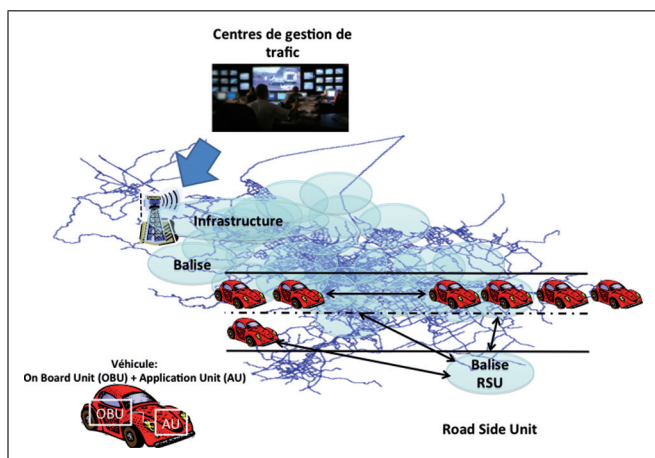 Centres de gestion de
trafic
Infrastructure
Balise
Véhicule:
On Board Unit (OBU) + Application Unit (AU)
OBU
AU
Balise
RSU
Road Side Unit